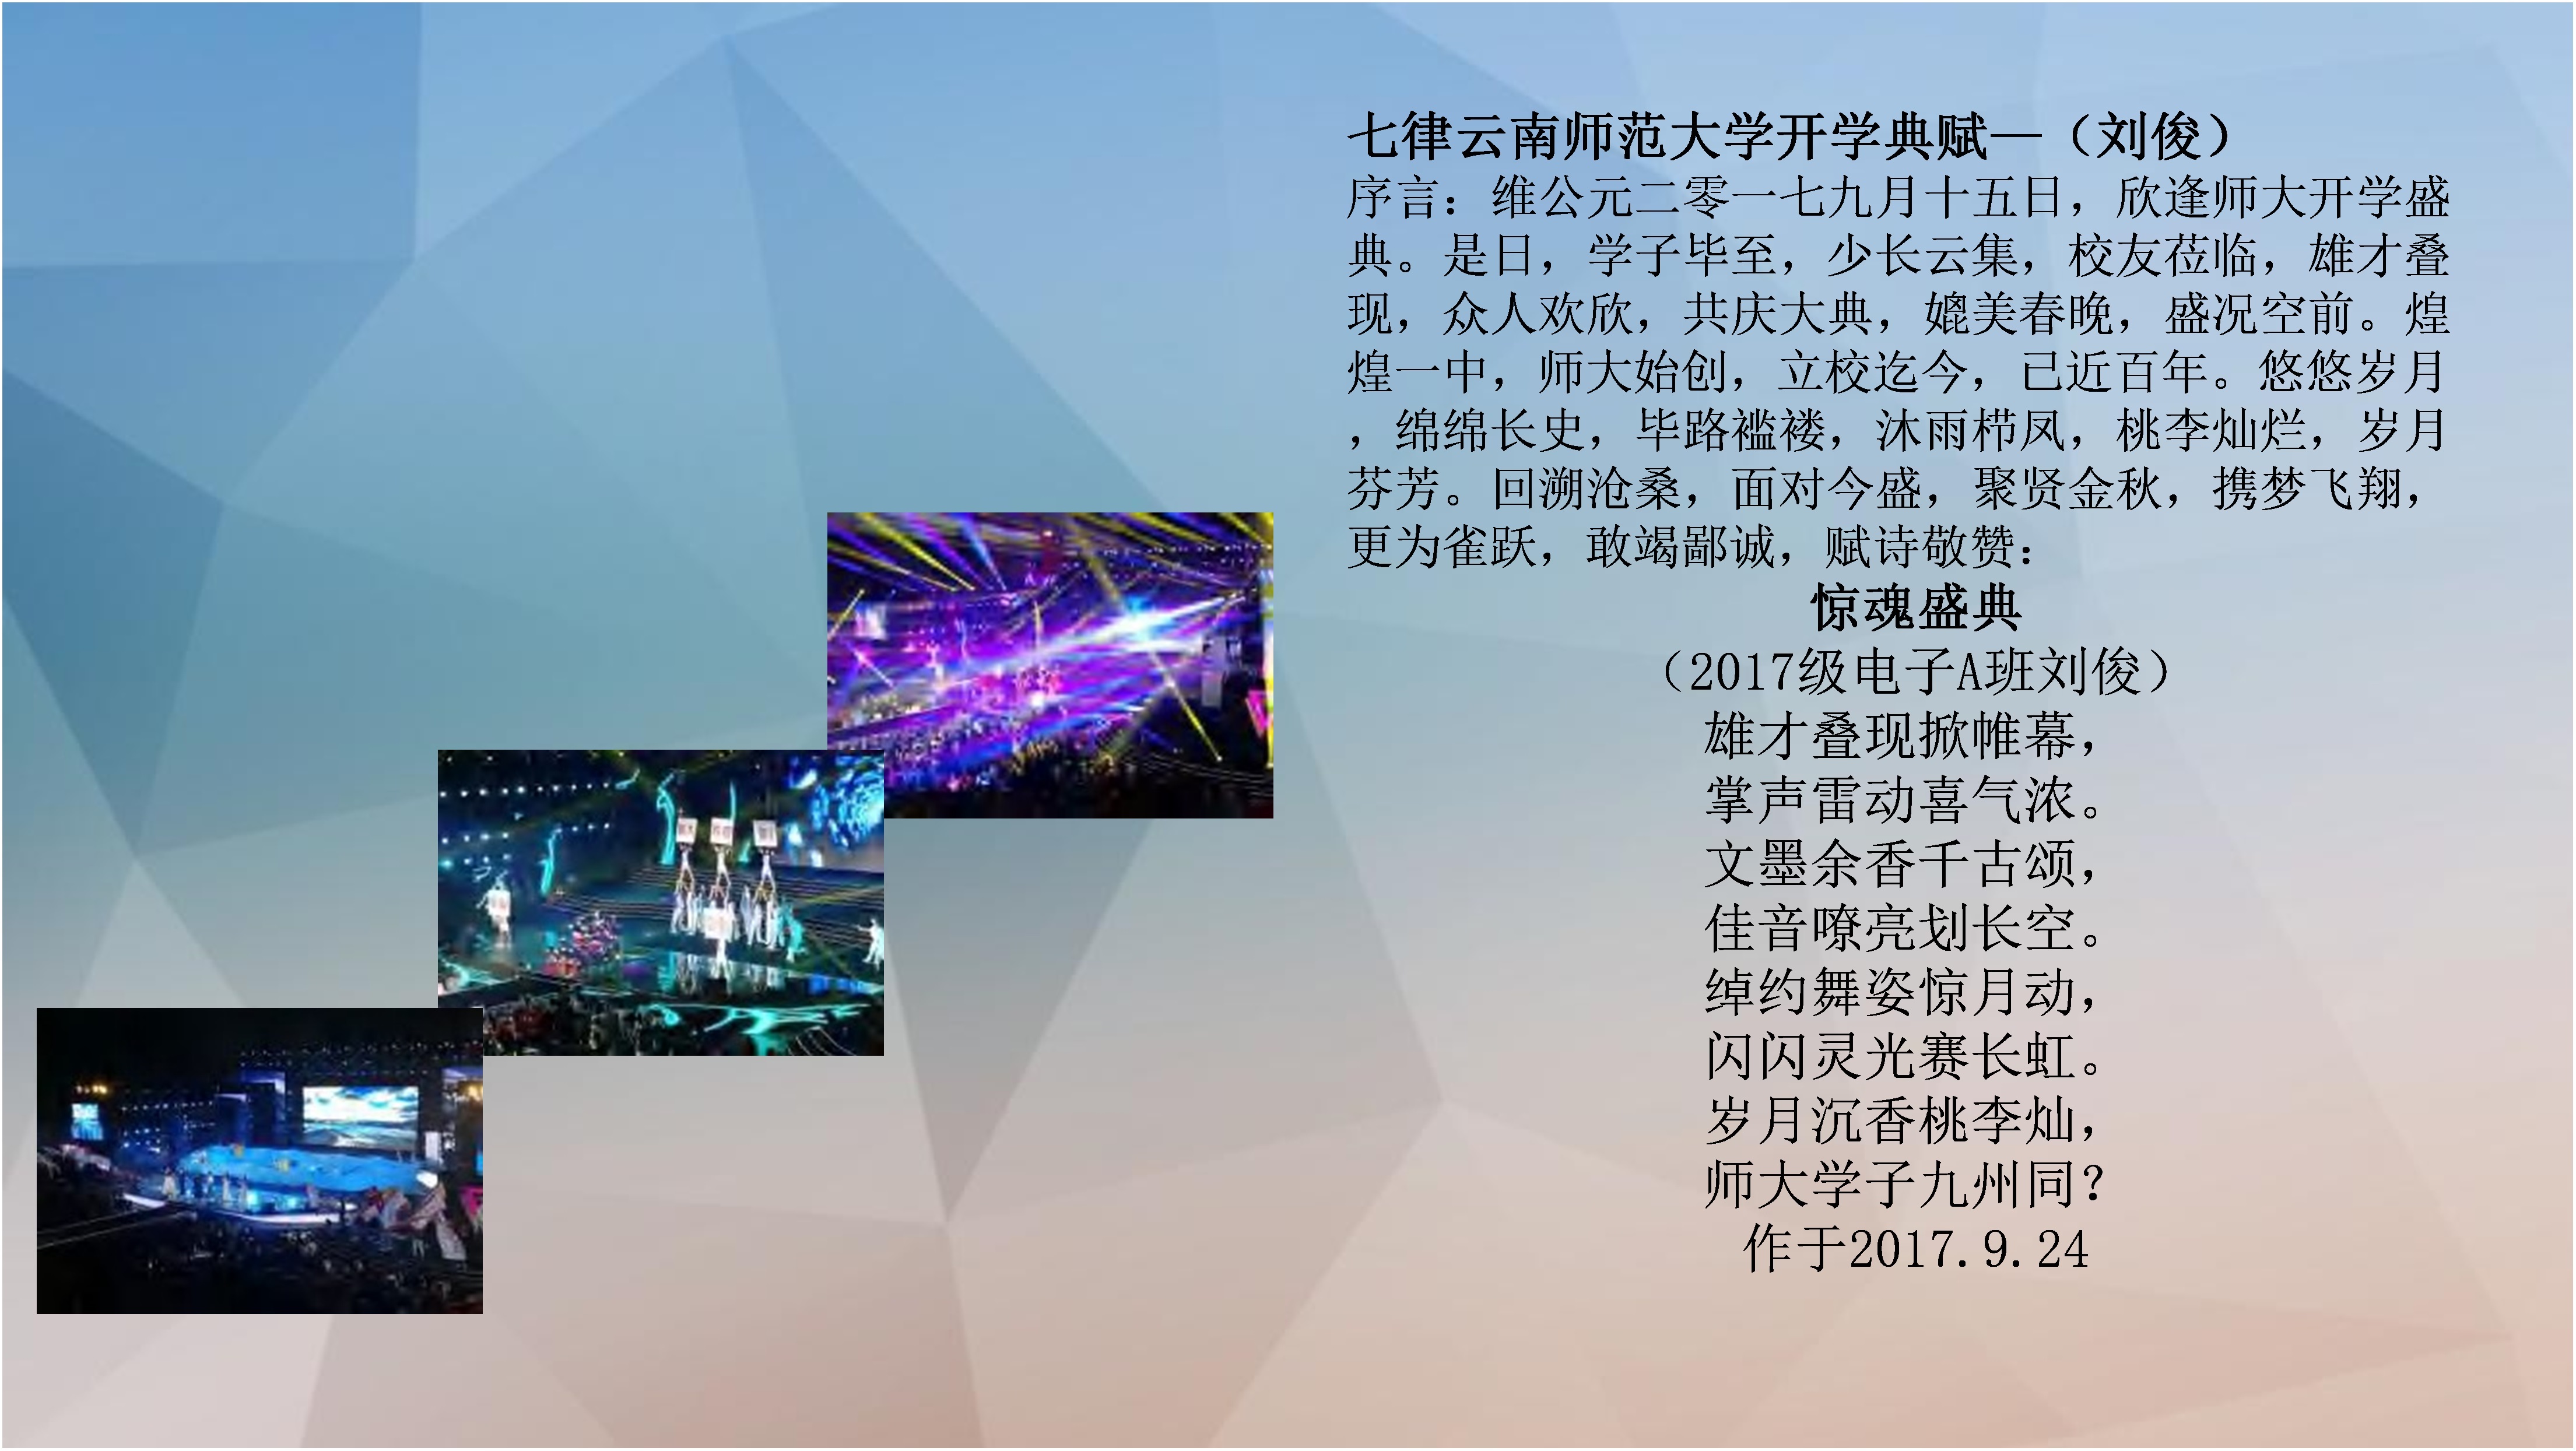 七律云南师范大学开学典赋—（刘俊）
序言：维公元二零一七九月十五日，欣逢师大开学盛
典。是日，学子毕至，少长云集，校友莅临，雄才叠
现，众人欢欣，共庆大典，媲美春晚，盛况空前。煌
煌一中，师大始创，立校迄今，已近百年。悠悠岁月
，绵绵长史，毕路褴褛，沐雨栉凤，桃李灿烂，岁月
芬芳。回溯沧桑，面对今盛，聚贤金秋，携梦飞翔，
更为雀跃，敢竭鄙诚，赋诗敬赞：
惊魂盛典
（2017级电子A班刘俊）
雄才叠现掀帷幕，
掌声雷动喜气浓。
文墨余香千古颂，
佳音嘹亮划长空。
绰约舞姿惊月动，
闪闪灵光赛长虹。
岁月沉香桃李灿，
师大学子九州同？
作于2017.9.24